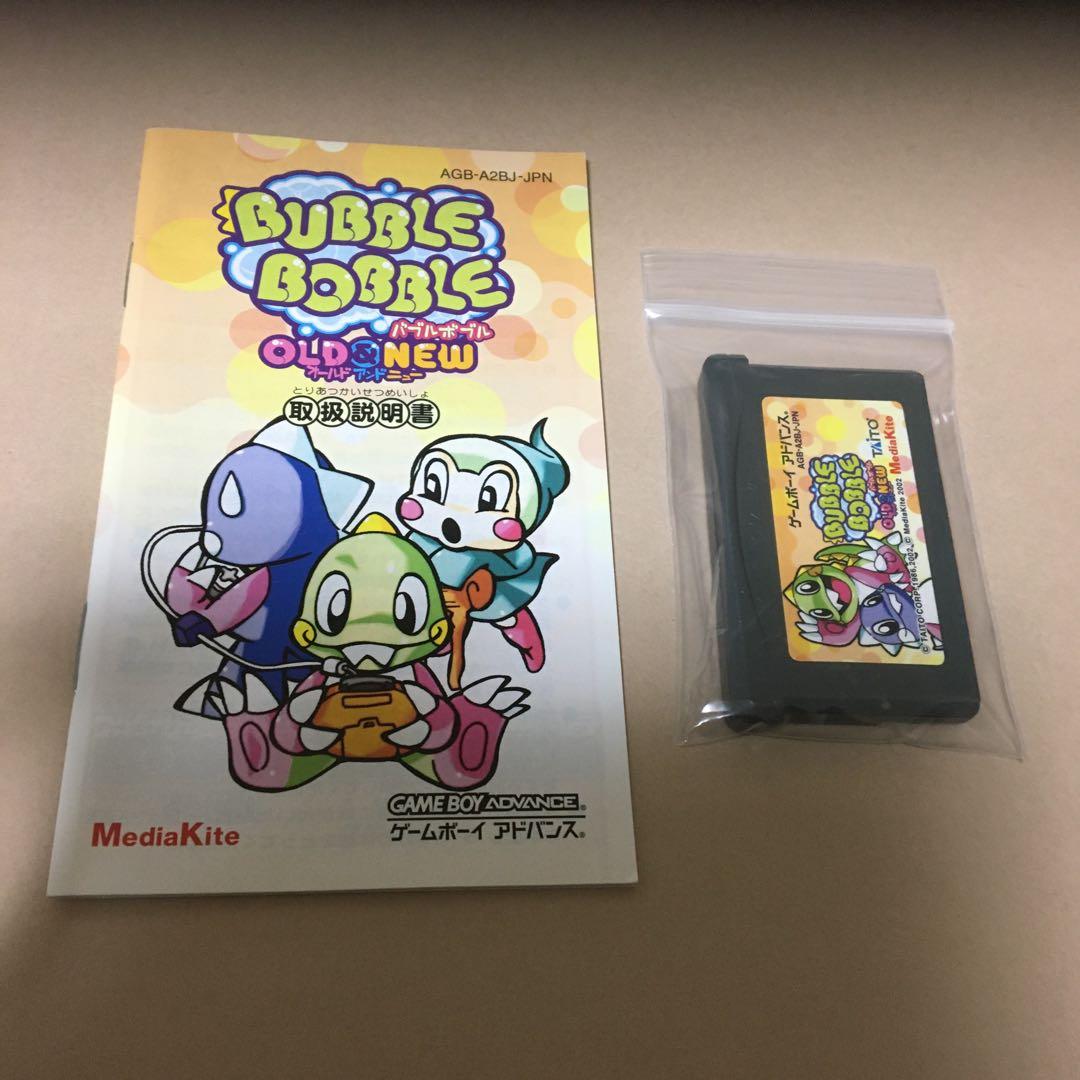 AGB-A2BJ-JPN
BUBBLE
BOBBLE
バブルボブル
OLD & NEW
オールド アンド ニュー
とりあつかいせつめいしょ
取扱説明書
GAME BOY ADVANCE®
ゲームボーイ アドバンス®
MediaKite
ゲームボーイ アドバンス®
AGB-A2BJ-JPN
BUBBLE
BOBBLE
OLD & NEW
TAITO®
MediaKite
© TAITO CORP. 1986,2002 © MediaKite 2002